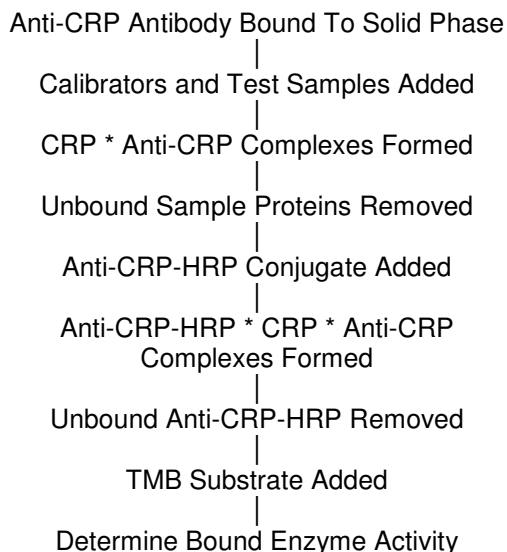 Anti-CRP Antibody Bound To Solid Phase
Calibrators and Test Samples Added
CRP * Anti-CRP Complexes Formed
Unbound Sample Proteins Removed
Anti-CRP-HRP Conjugate Added
Anti-CRP-HRP * CRP * Anti-CRP
Complexes Formed
Unbound Anti-CRP-HRP Removed
TMB Substrate Added
Determine Bound Enzyme Activity